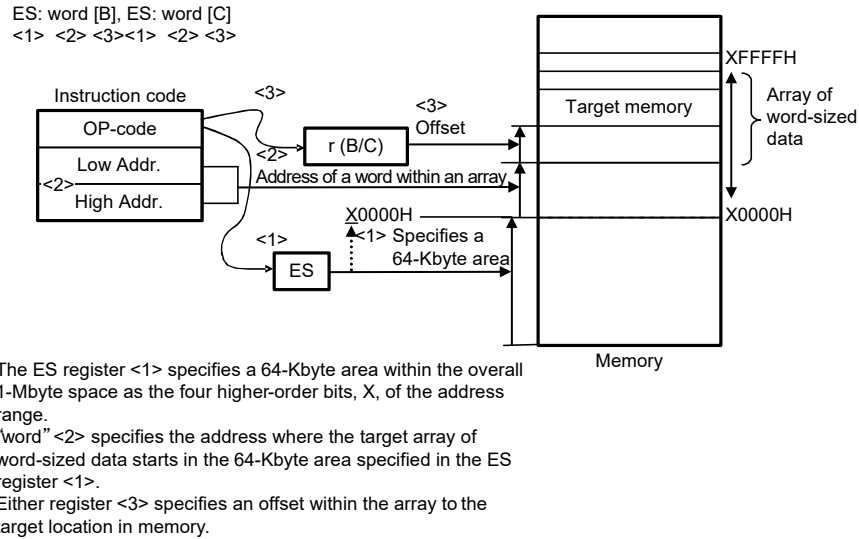 ES: word [B], ES: word [C]
<1> <2> <3><1> <2> <3>
XFFFFH
<3>
Instruction code
<3>
Offset
Target memory
Array of
word-sized
data
OP-code
r (B/C)
<2>
Low Addr.
<2>
Address of a word within an array
High Addr.
X0000H
X0000H
<1>
<1> Specifies a
64-Kbyte area
ES
Memory
The ES register <1> specifies a 64-Kbyte area within the overall
1-Mbyte space as the four higher-order bits, X, of the address
range.
“word” <2> specifies the address where the target array of
word-sized data starts in the 64-Kbyte area specified in the ES
register <1>.
Either register <3> specifies an offset within the array to the
target location in memory.